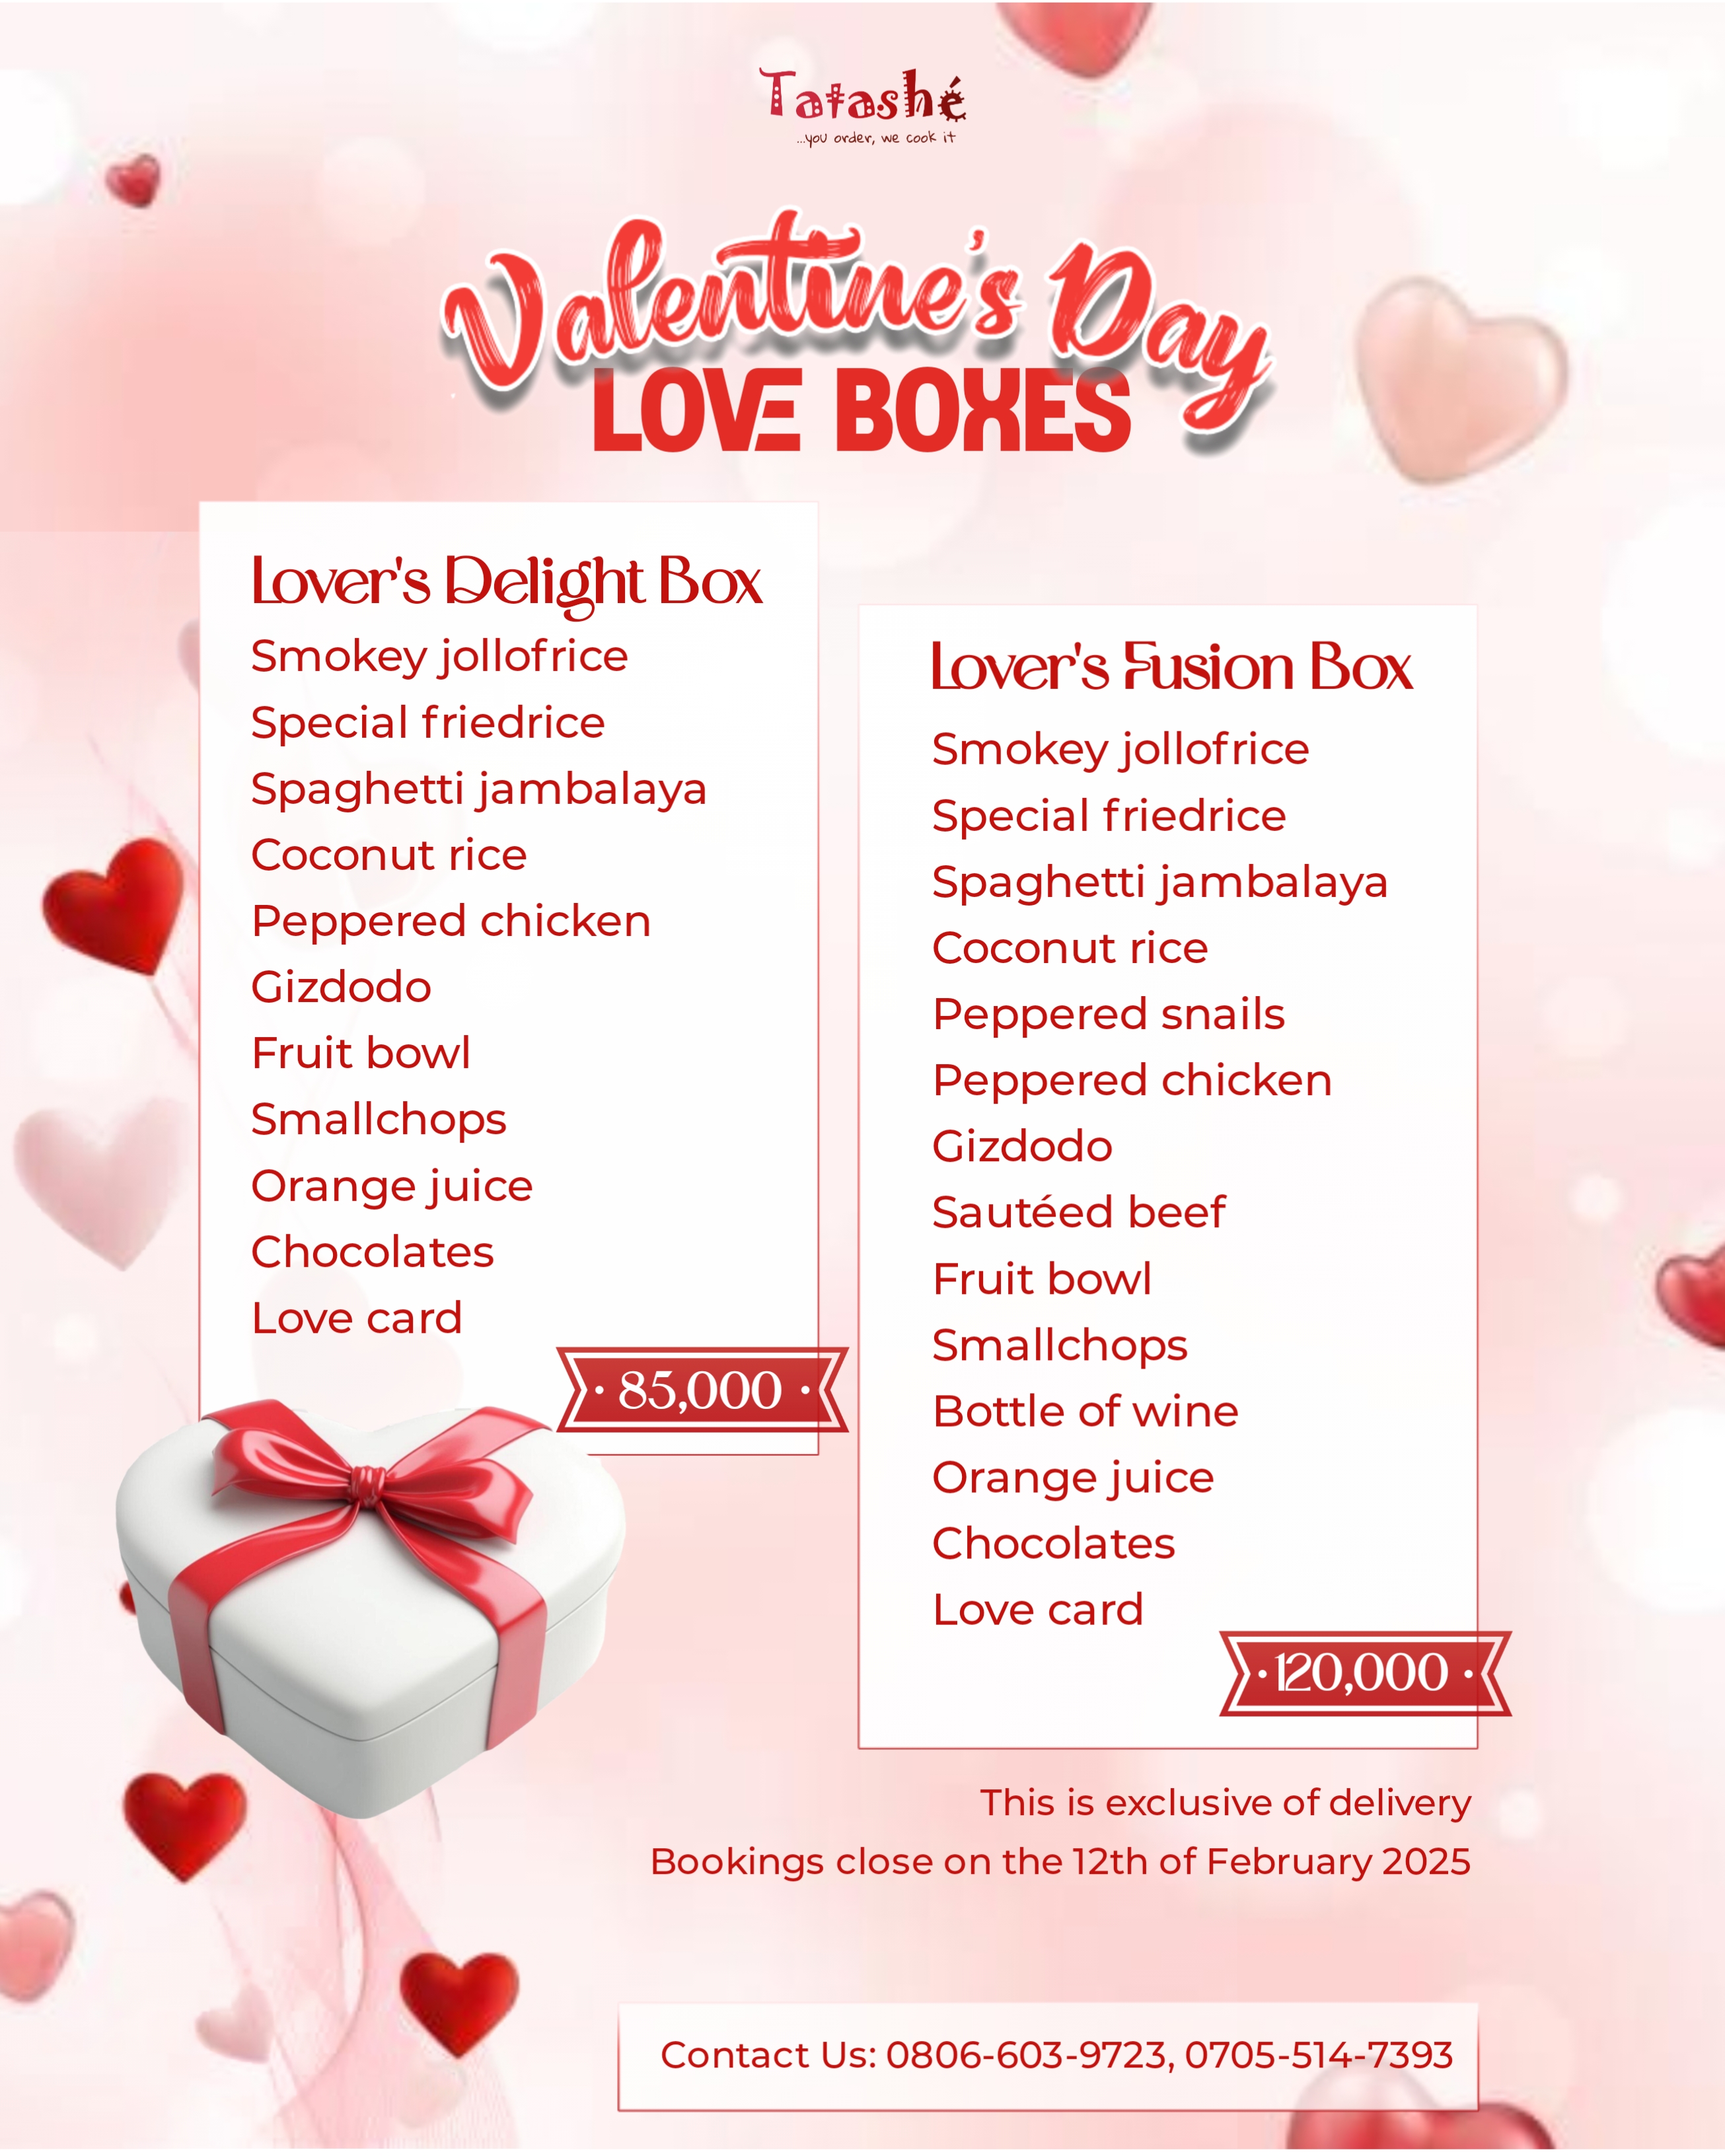 Tatashé
...you order, we cook it
Valentine's Day
LOVE BOXES
Lover's Delight Box
Smokey jollofrice
Special friedrice
Spaghetti jambalaya
Coconut rice
Peppered chicken
Gizdodo
Fruit bowl
Smallchops
Orange juice
Chocolates
Love card
· 85,000 ·
Lover's Fusion Box
Smokey jollofrice
Special friedrice
Spaghetti jambalaya
Coconut rice
Peppered snails
Peppered chicken
Gizdodo
Sautéed beef
Fruit bowl
Smallchops
Bottle of wine
Orange juice
Chocolates
Love card
· 120,000 ·
This is exclusive of delivery
Bookings close on the 12th of February 2025
Contact Us: 0806-603-9723, 0705-514-7393